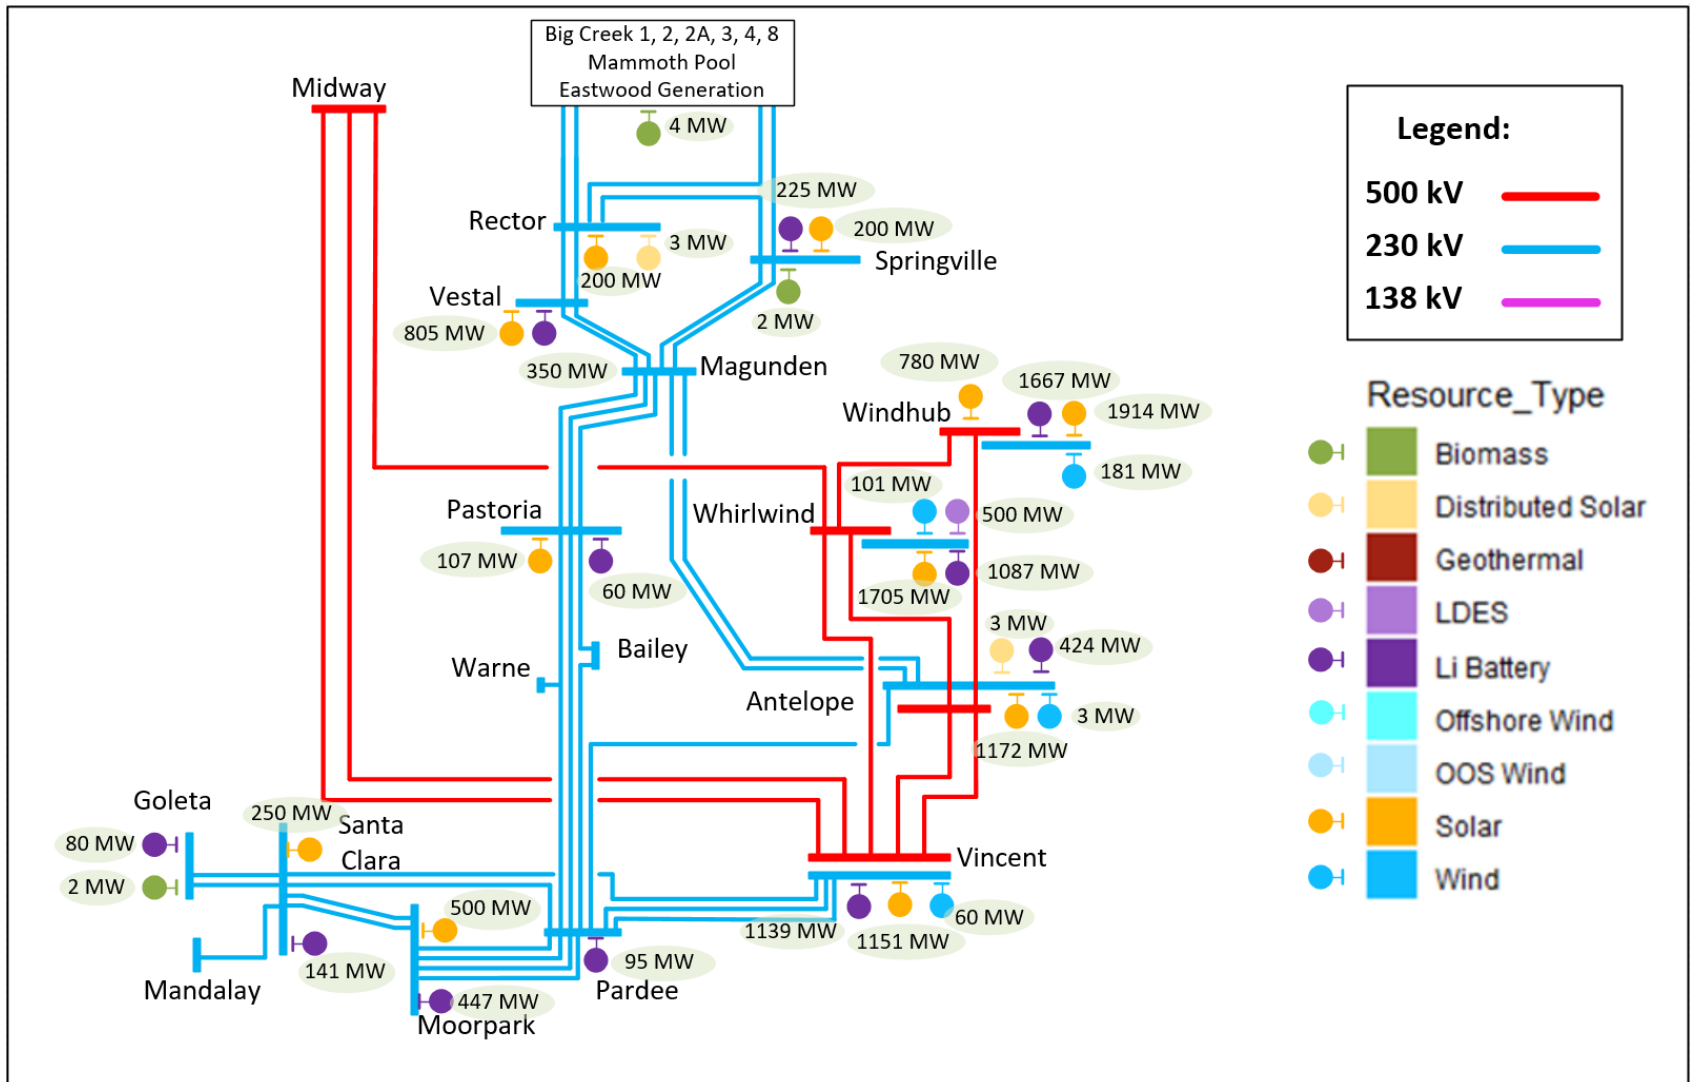 Big Creek 1, 2, 2A, 3, 4, 8
Mammoth Pool
Eastwood Generation
Midway
4 MW
Legend:
500 kV
230 kV
138 kV
225 MW
Rector
3 MW
200 MW
200 MW
Springville
Vestal
805 MW
2 MW
350 MW
Magunden
780 MW
1667 MW
Windhub
1914 MW
181 MW
Resource_Type
Biomass
Distributed Solar
Geothermal
LDES
Li Battery
Offshore Wind
OOS Wind
Solar
Wind
101 MW
Pastoria
Whirlwind
500 MW
107 MW
60 MW
1087 MW
1705 MW
3 MW
424 MW
Bailey
Warne
Antelope
3 MW
1172 MW
Goleta
250 MW
Santa
Clara
80 MW
2 MW
Vincent
500 MW
1139 MW
1151 MW
60 MW
Mandalay
141 MW
95 MW
Pardee
447 MW
Moorpark